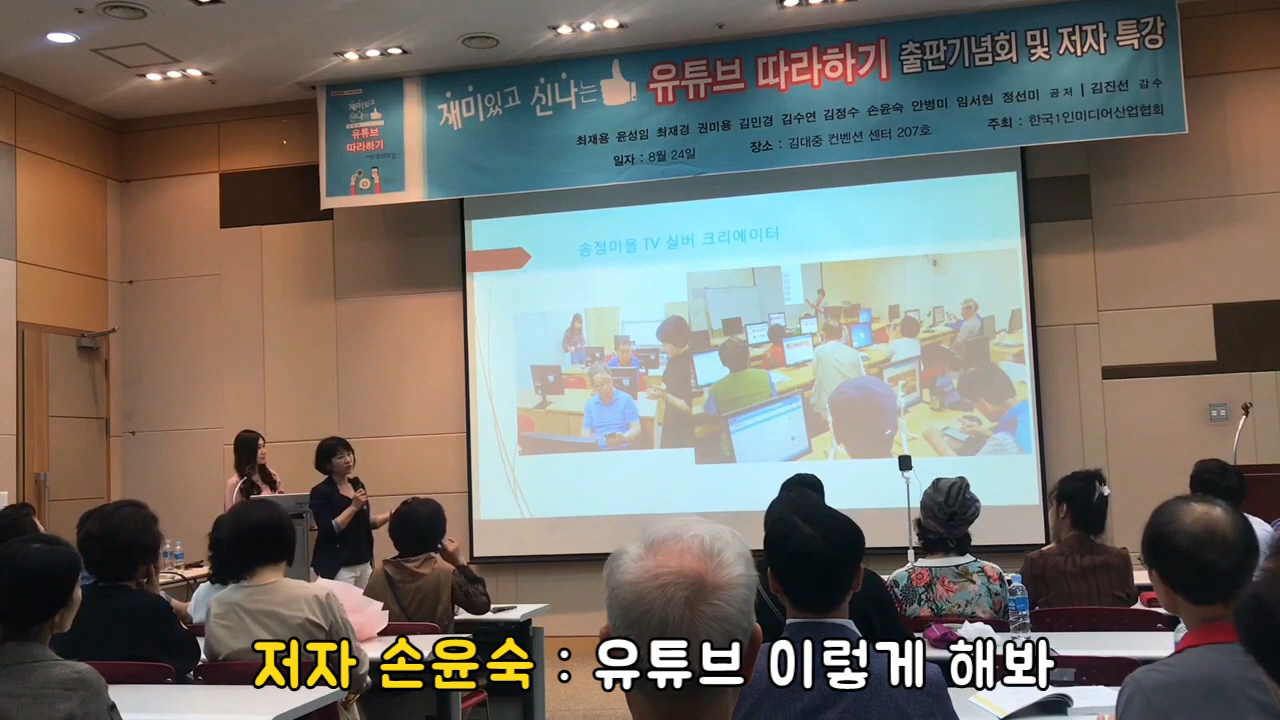 재미있고 신나는 유튜브 따라하기 출판기념회 및 저자 특강
최재용 윤성임 최재경 권미용 김민경 김수연 김정수 손윤숙 안병미 임서현 정선미 공저 | 김진선 감수
일자 : 8월 24일 장소 : 김대중 컨벤션 센터 207호 주최 : 한국1인미디어산업협회
재미있고
신나는
유튜브
따라하기
송정마을 TV 실버 크리에이터
저자 손윤숙 : 유튜브 이렇게 해봐